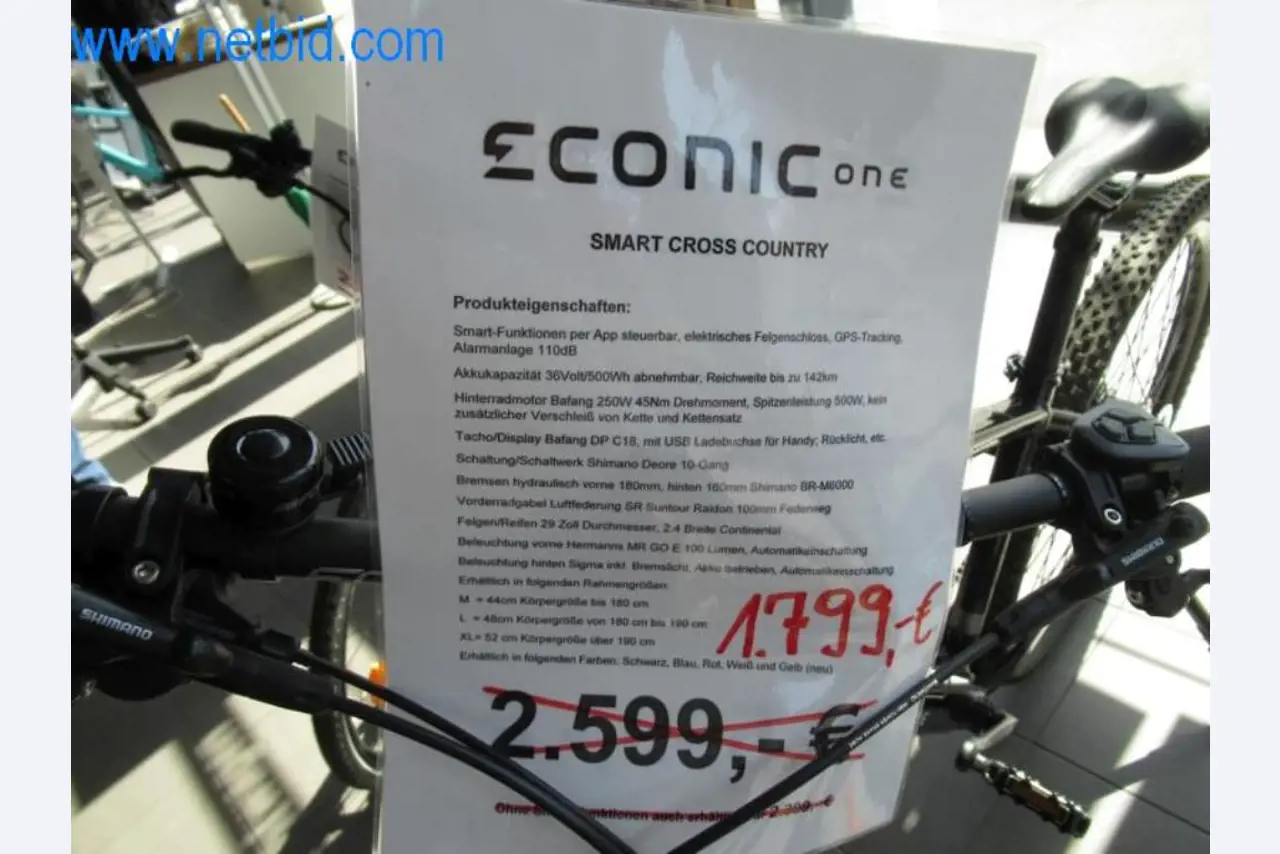 www.netbid.com
ECONIC ONE
SMART CROSS COUNTRY
Produkteigenschaften:
Smart-Funktionen per App steuerbar, elektrisches Felgenschloss, GPS-Tracking,
Alarmanlage 110dB
Akkukapazität 36Volt/500Wh abnehmbar, Reichweite bis zu 142km
Hinterradmotor Bafang 250W 45Nm Drehmoment, Spitzenleistung 500W, kein
zusätzlicher Verschleiß von Kette und Kettensatz
Tacho/Display Bafang DP C18, mit USB Ladebuchse für Handy; Rücklicht, etc.
Schaltung/Schaltwerk Shimano Deore 10-Gang
Bremsen hydraulisch vorne 180mm, hinten 160mm Shimano BR-M6000
Vorderradgabel Luftfederung SR Suntour Raidon 100mm Federweg
Felgen/Reifen 29 Zoll Durchmesser, 2.4 Breite Continental
Beleuchtung vorne Hermanns MR GO E 100 Lumen, Automatikeinschaltung
Beleuchtung hinten Sigma inkl. Bremslicht, Akku betrieben, Automatikeinschaltung
Erhältlich in folgenden Rahmengrößen:
M = 44cm Körpergröße bis 180 cm
L = 48cm Körpergröße von 180 cm bis 190 cm
XL= 52 cm Körpergröße über 190 cm
Erhältlich in folgenden Farben: Schwarz, Blau, Rot, Weiß und Gelb (neu)
1.799,-€
2.599,- €
Ohne nktionen auch erhäl 2.399,-€
SHIMANO
SHIMANO